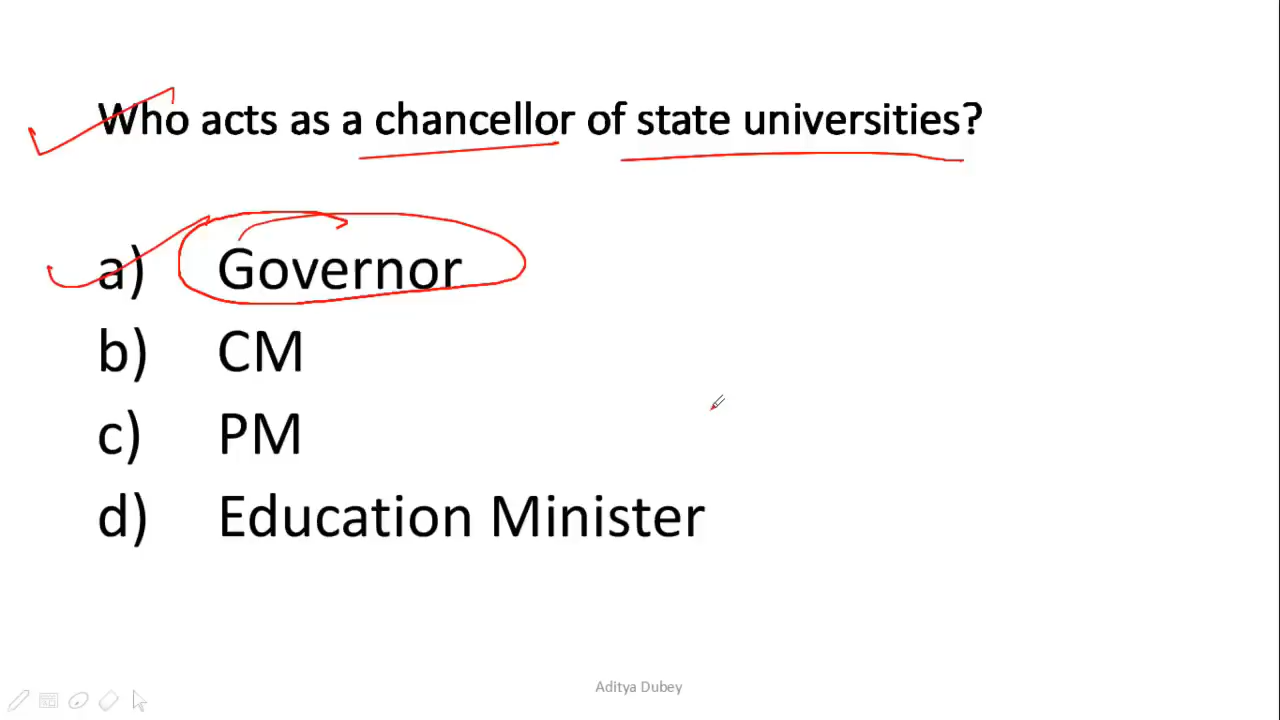 Who acts as a chancellor of state universities?
a) Governor
b) CM
c) PM
d) Education Minister
Aditya Dubey